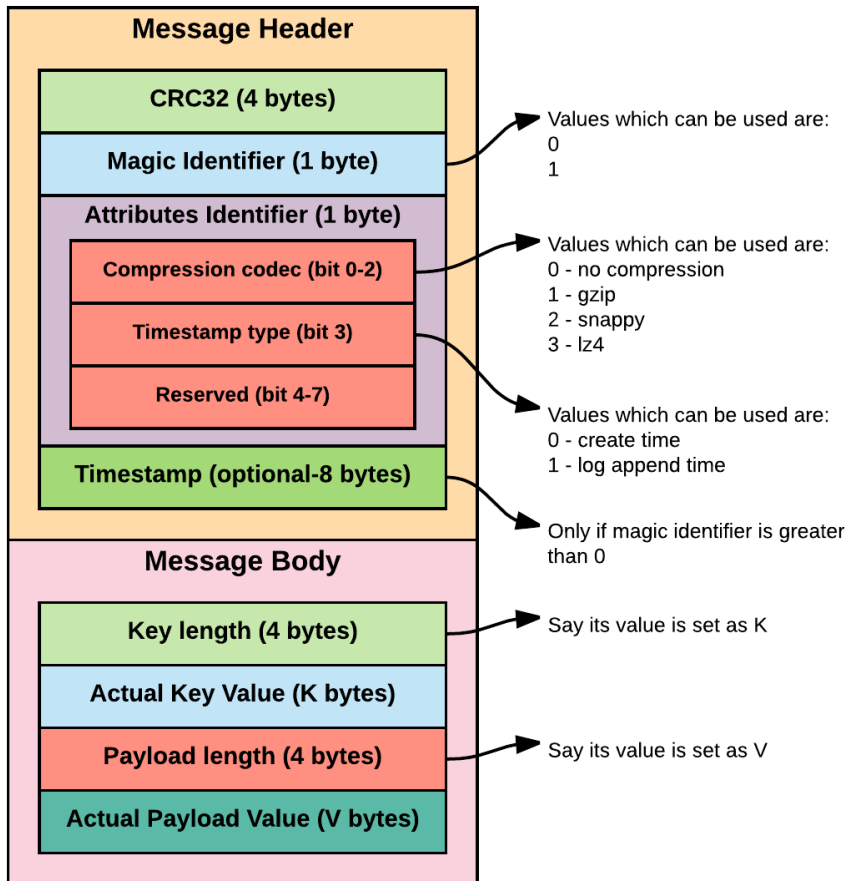 Message Header
CRC32 (4 bytes)
Magic Identifier (1 byte)
Values which can be used are:
0
1
Attributes Identifier (1 byte)
Compression codec (bit 0-2)
Values which can be used are:
0 - no compression
1 - gzip
2 - snappy
3 - lz4
Timestamp type (bit 3)
Values which can be used are:
0 - create time
1 - log append time
Reserved (bit 4-7)
Timestamp (optional-8 bytes)
Only if magic identifier is greater
than 0
Message Body
Key length (4 bytes)
Say its value is set as K
Actual Key Value (K bytes)
Payload length (4 bytes)
Say its value is set as V
Actual Payload Value (V bytes)